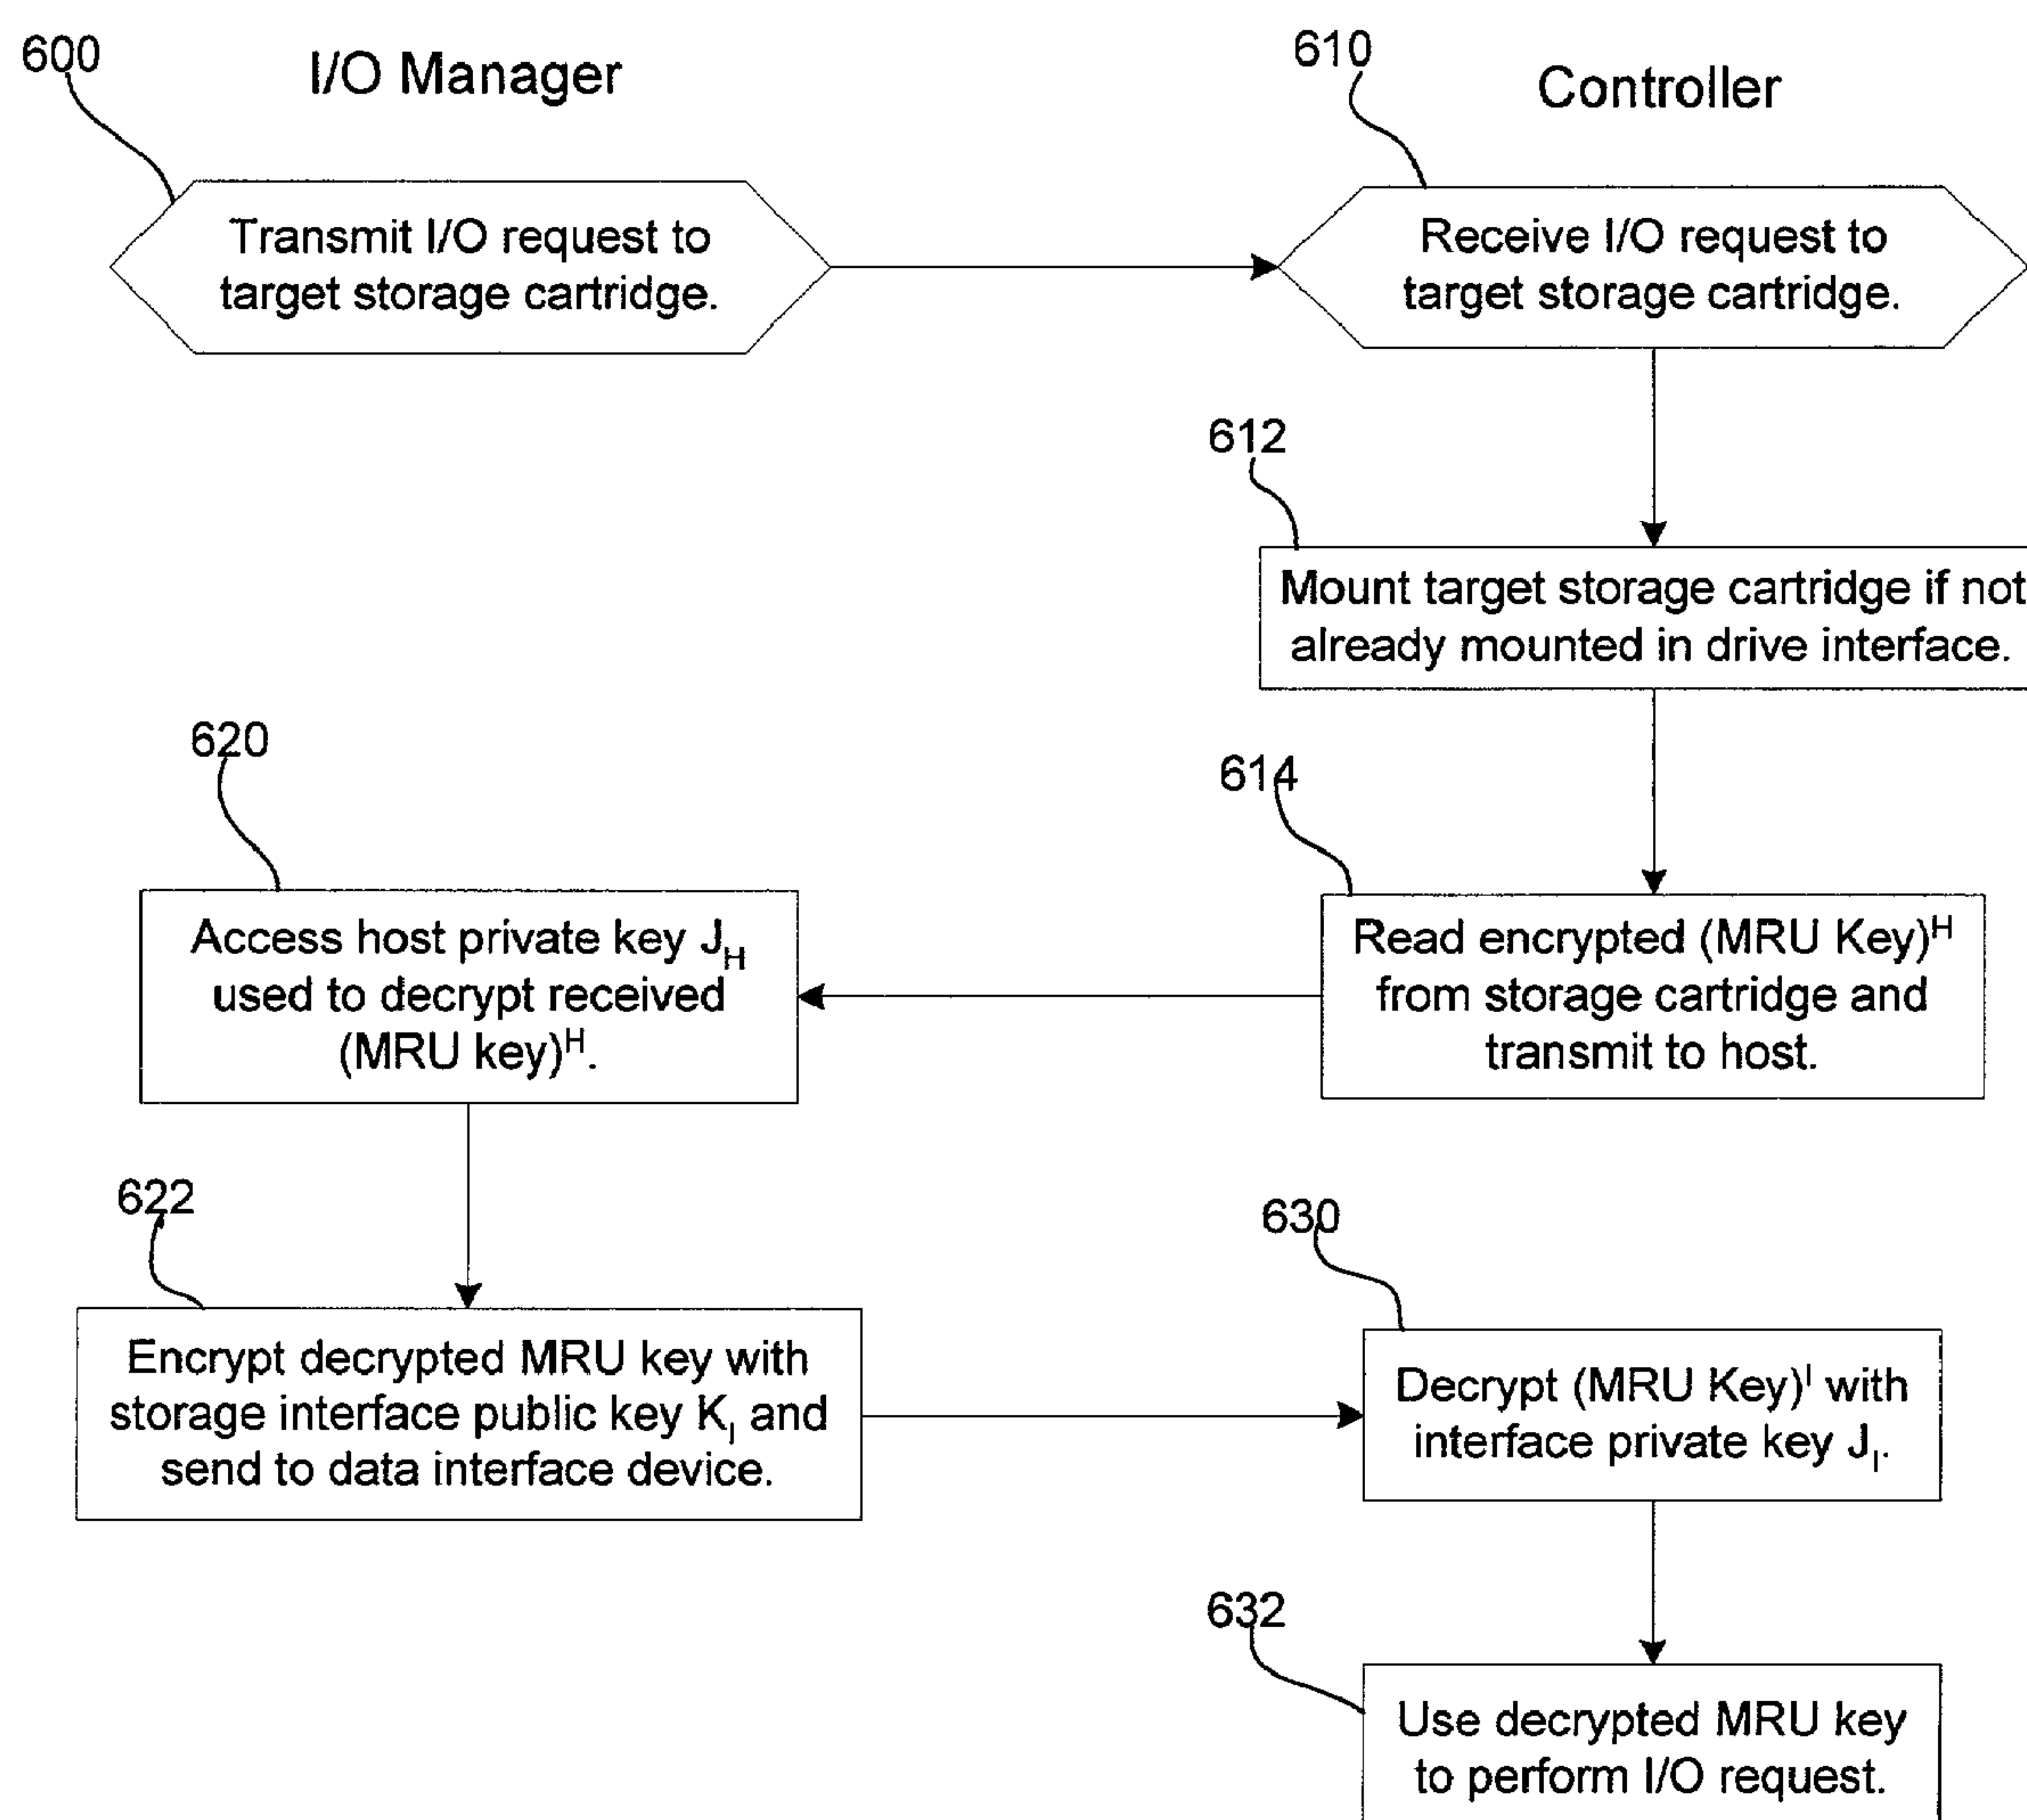 600
I/O Manager
610
Controller
Transmit I/O request to
target storage cartridge.
Receive I/O request to
target storage cartridge.
612
Mount target storage cartridge if not
already mounted in drive interface.
620
614
Access host private key J_H
used to decrypt received
(MRU key)^H.
Read encrypted (MRU Key)^H
from storage cartridge and
transmit to host.
622
630
Encrypt decrypted MRU key with
storage interface public key K_I and
send to data interface device.
Decrypt (MRU Key)^I with
interface private key J_I.
632
Use decrypted MRU key
to perform I/O request.